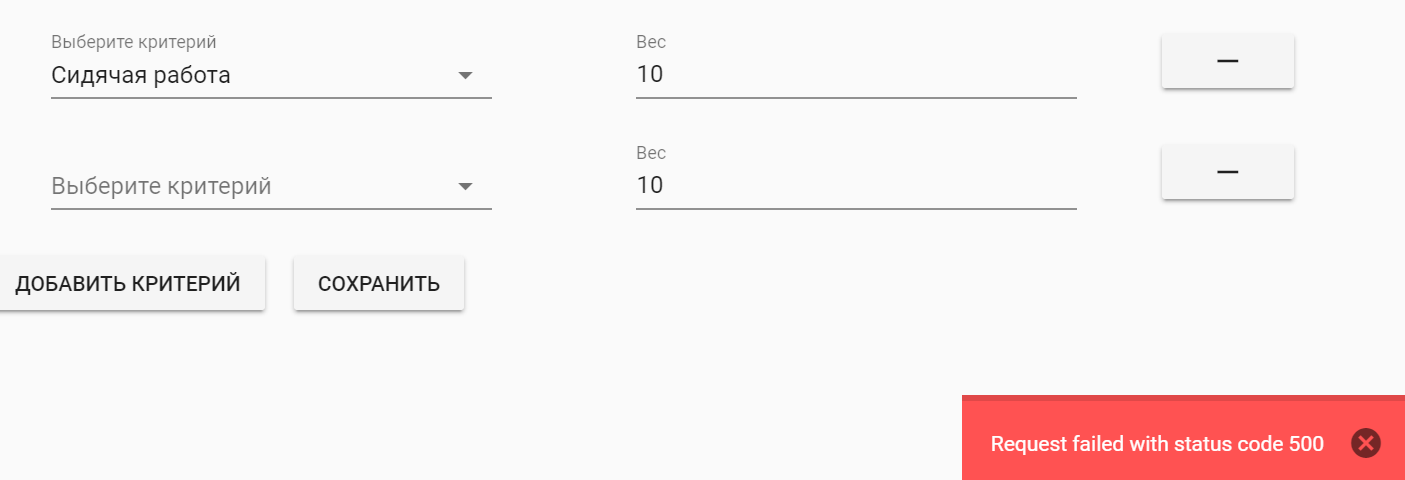 Выберите критерий
Вес
Сидячая работа
10
Вес
Выберите критерий
10
ДОБАВИТЬ КРИТЕРИЙ
СОХРАНИТЬ
Request failed with status code 500